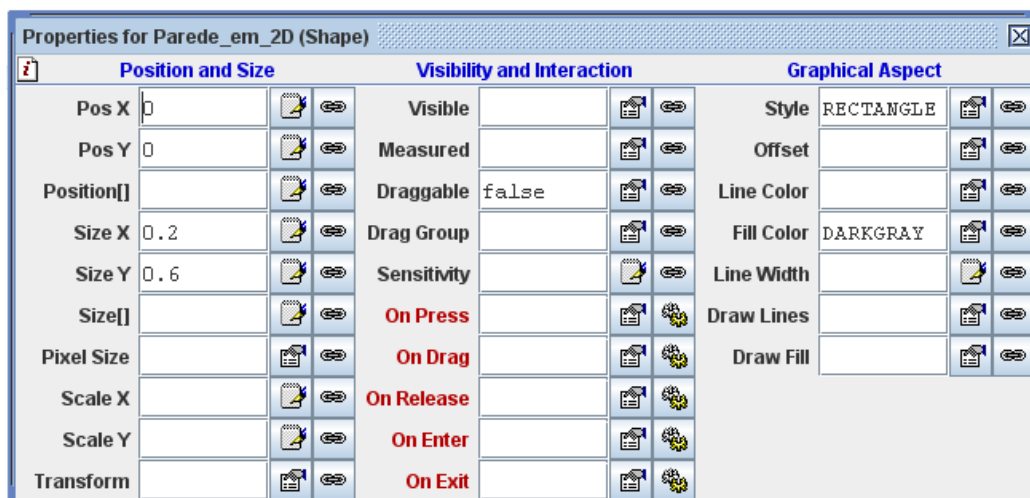 Properties for Parede_em_2D (Shape)
i Position and Size Visibility and Interaction Graphical Aspect
Pos X 0 Visible Style RECTANGLE
Pos Y 0 Measured Offset
Position[] Draggable false Line Color
Size X 0.2 Drag Group Fill Color DARKGRAY
Size Y 0.6 Sensitivity Line Width
Size[] On Press Draw Lines
Pixel Size On Drag Draw Fill
Scale X On Release
Scale Y On Enter
Transform On Exit